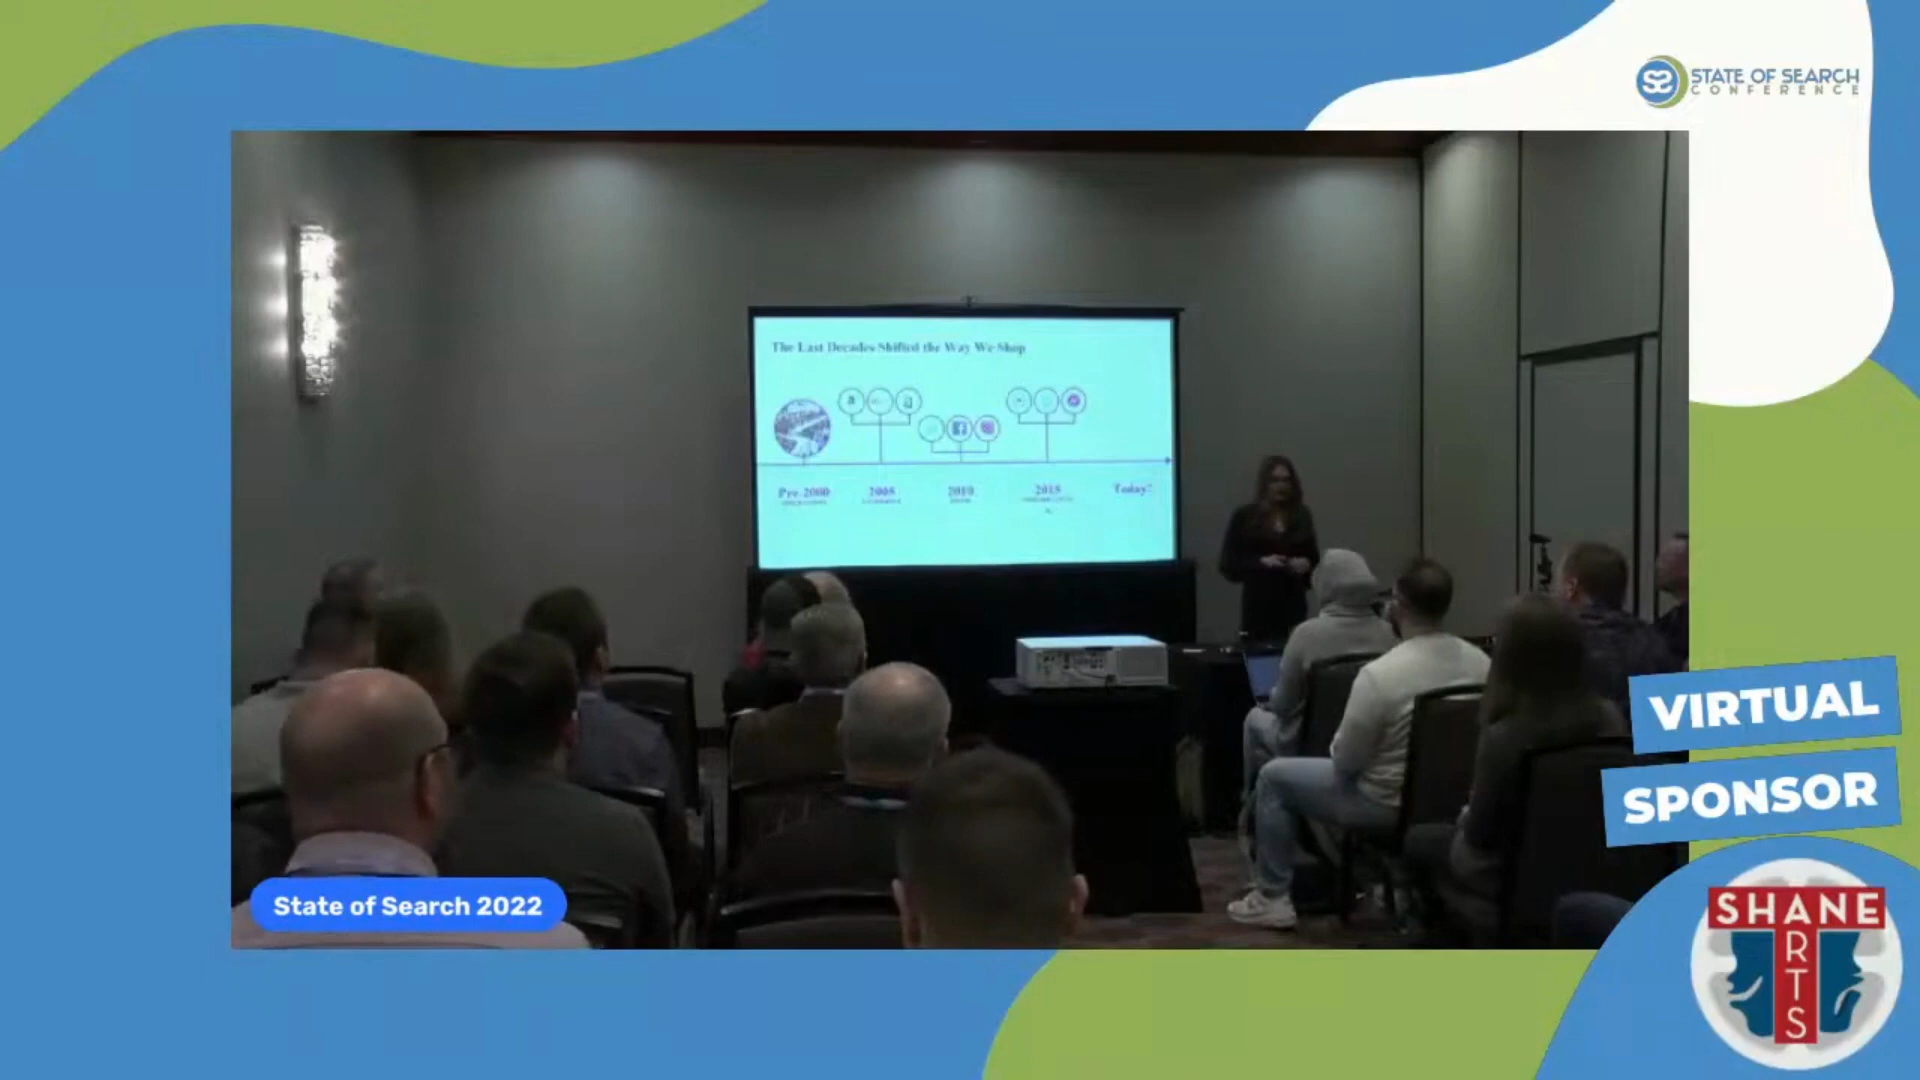 STATE OF SEARCH
CONFERENCE
The Last Decades Shifted the Way We Shop
Pre-2000
2005
2010
2015
Today?
VIRTUAL
SPONSOR
State of Search 2022
SHANE
ARTS